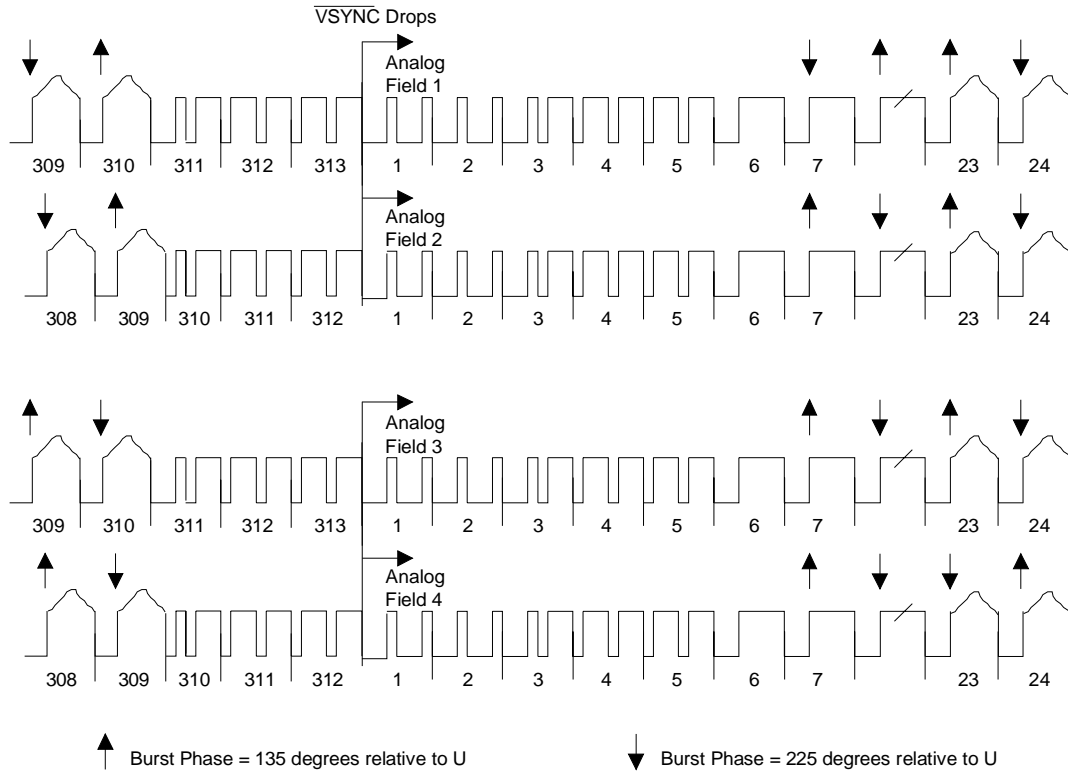 VSYNC Drops
Analog
Field 1
309 310 311 312 313 1 2 3 4 5 6 7 23 24
Analog
Field 2
308 309 310 311 312 1 2 3 4 5 6 7 23 24
Analog
Field 3
309 310 311 312 313 1 2 3 4 5 6 7 23 24
Analog
Field 4
308 309 310 311 312 1 2 3 4 5 6 7 23 24
Burst Phase = 135 degrees relative to U
Burst Phase = 225 degrees relative to U